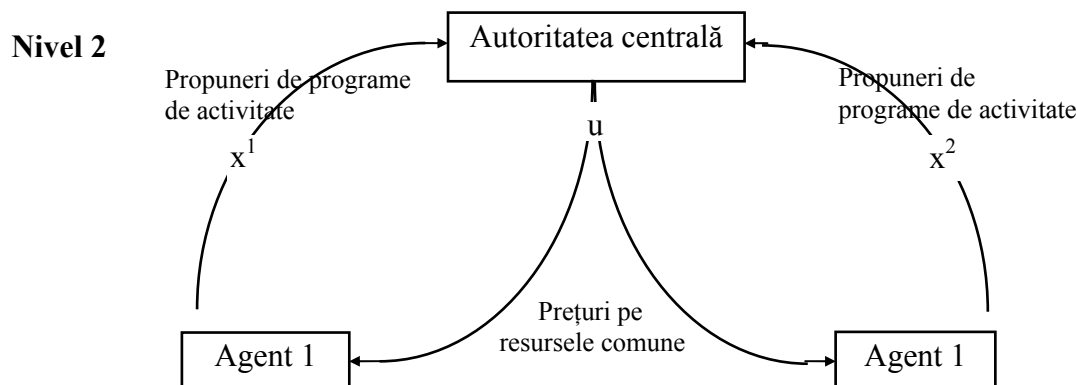 Nivel 2
Autoritatea centrală
Propuneri de programe
de activitate
Propuneri de
programe de activitate
u
x¹
x²
Prețuri pe
resursele comune
Agent 1
Agent 1